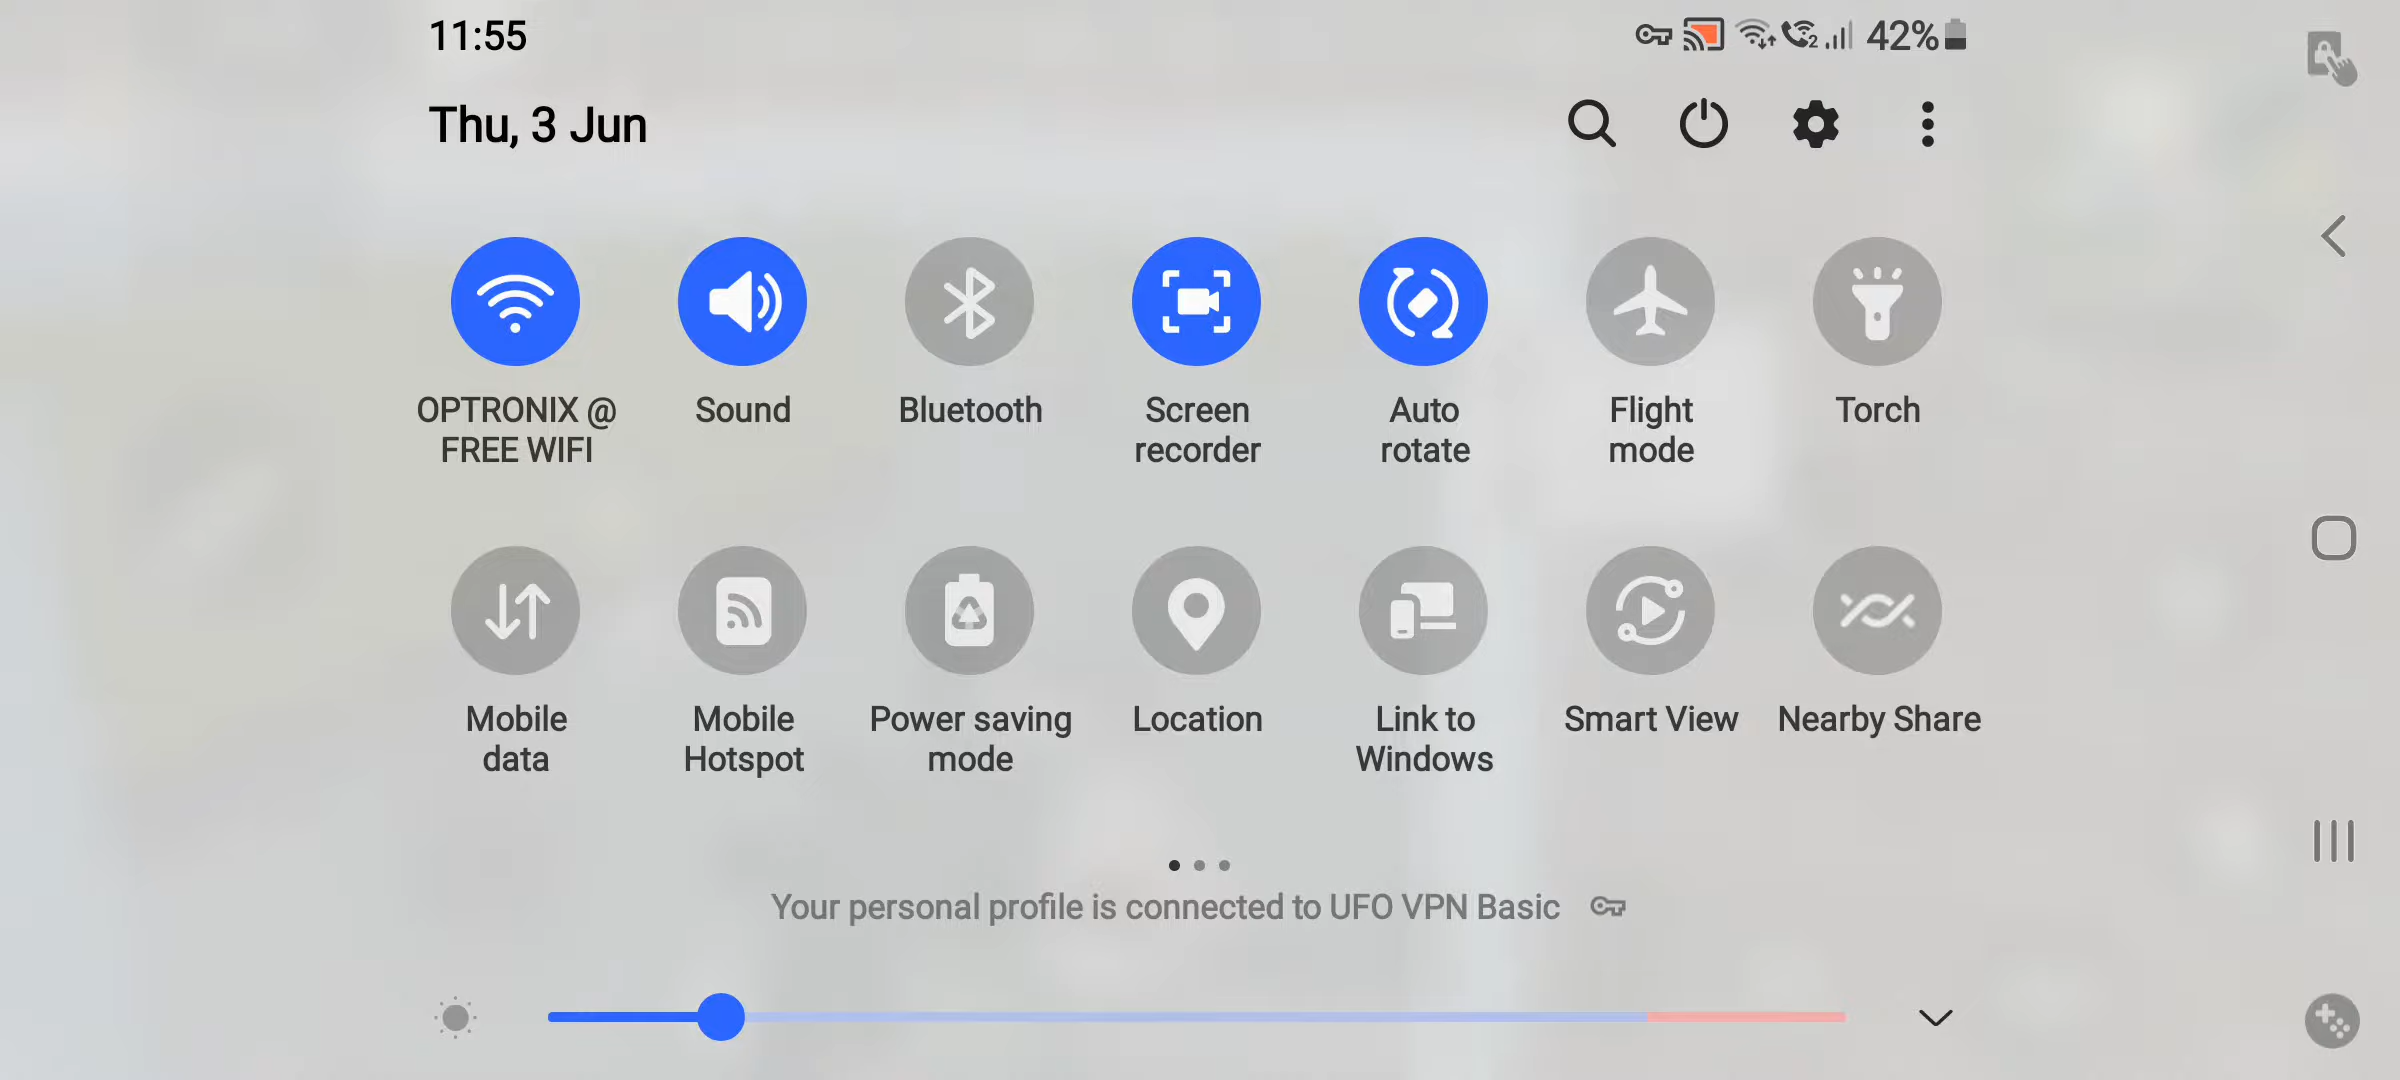 11:55
42%
Thu, 3 Jun
OPTRONIX @
FREE WIFI
Sound
Bluetooth
Screen
recorder
Auto
rotate
Flight
mode
Torch
Mobile
data
Mobile
Hotspot
Power saving
mode
Location
Link to
Windows
Smart View
Nearby Share
Your personal profile is connected to UFO VPN Basic